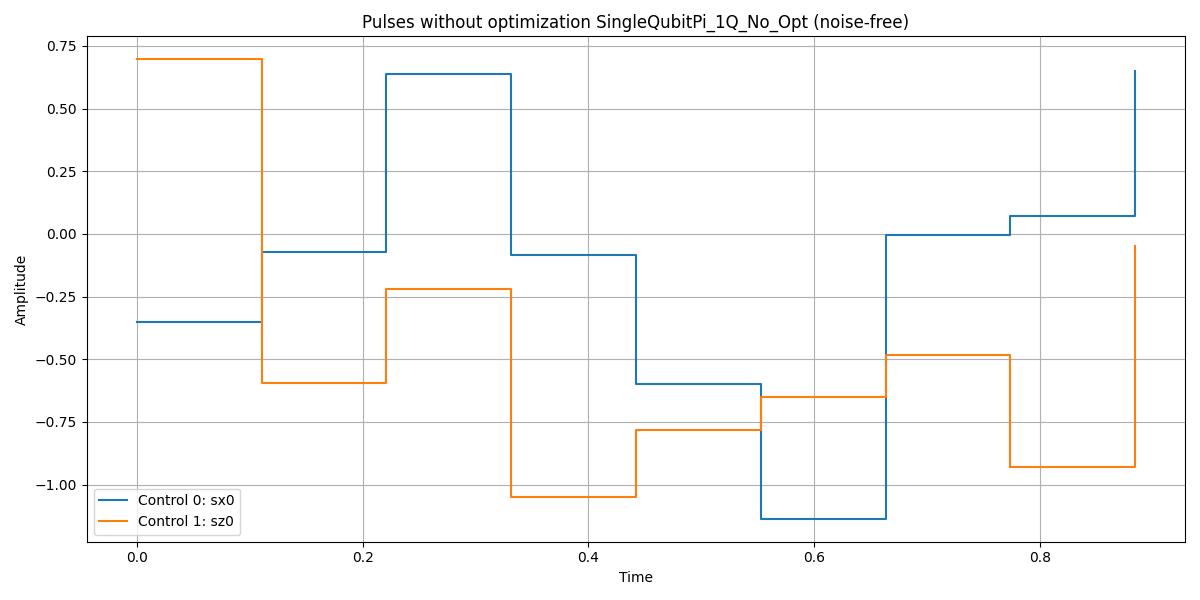 Pulses without optimization SingleQubitPi_1Q_No_Opt (noise-free)
0.75
0.50
0.25
0.00
−0.25
−0.50
−0.75
−1.00
Amplitude
Control 0: sx0
Control 1: sz0
0.0 0.2 0.4 0.6 0.8
Time